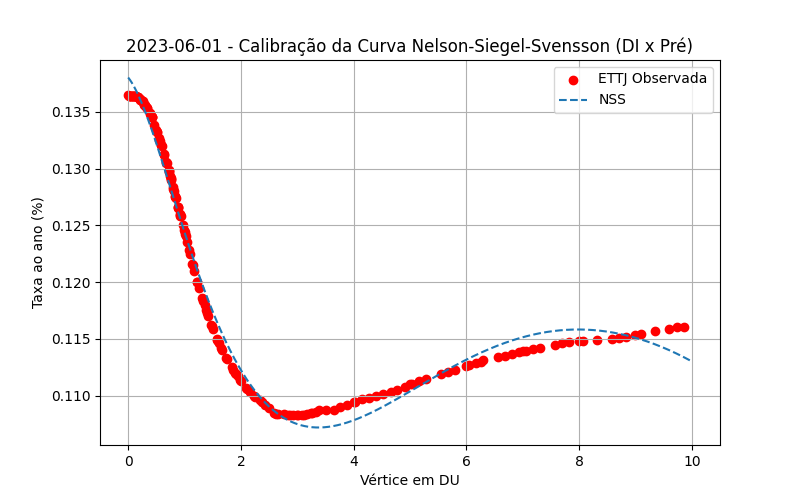 2023-06-01 - Calibração da Curva Nelson-Siegel-Svensson (DI x Pré)
ETTJ Observada
NSS
Taxa ao ano (%)
0.135
0.130
0.125
0.120
0.115
0.110
0 2 4 6 8 10
Vértice em DU